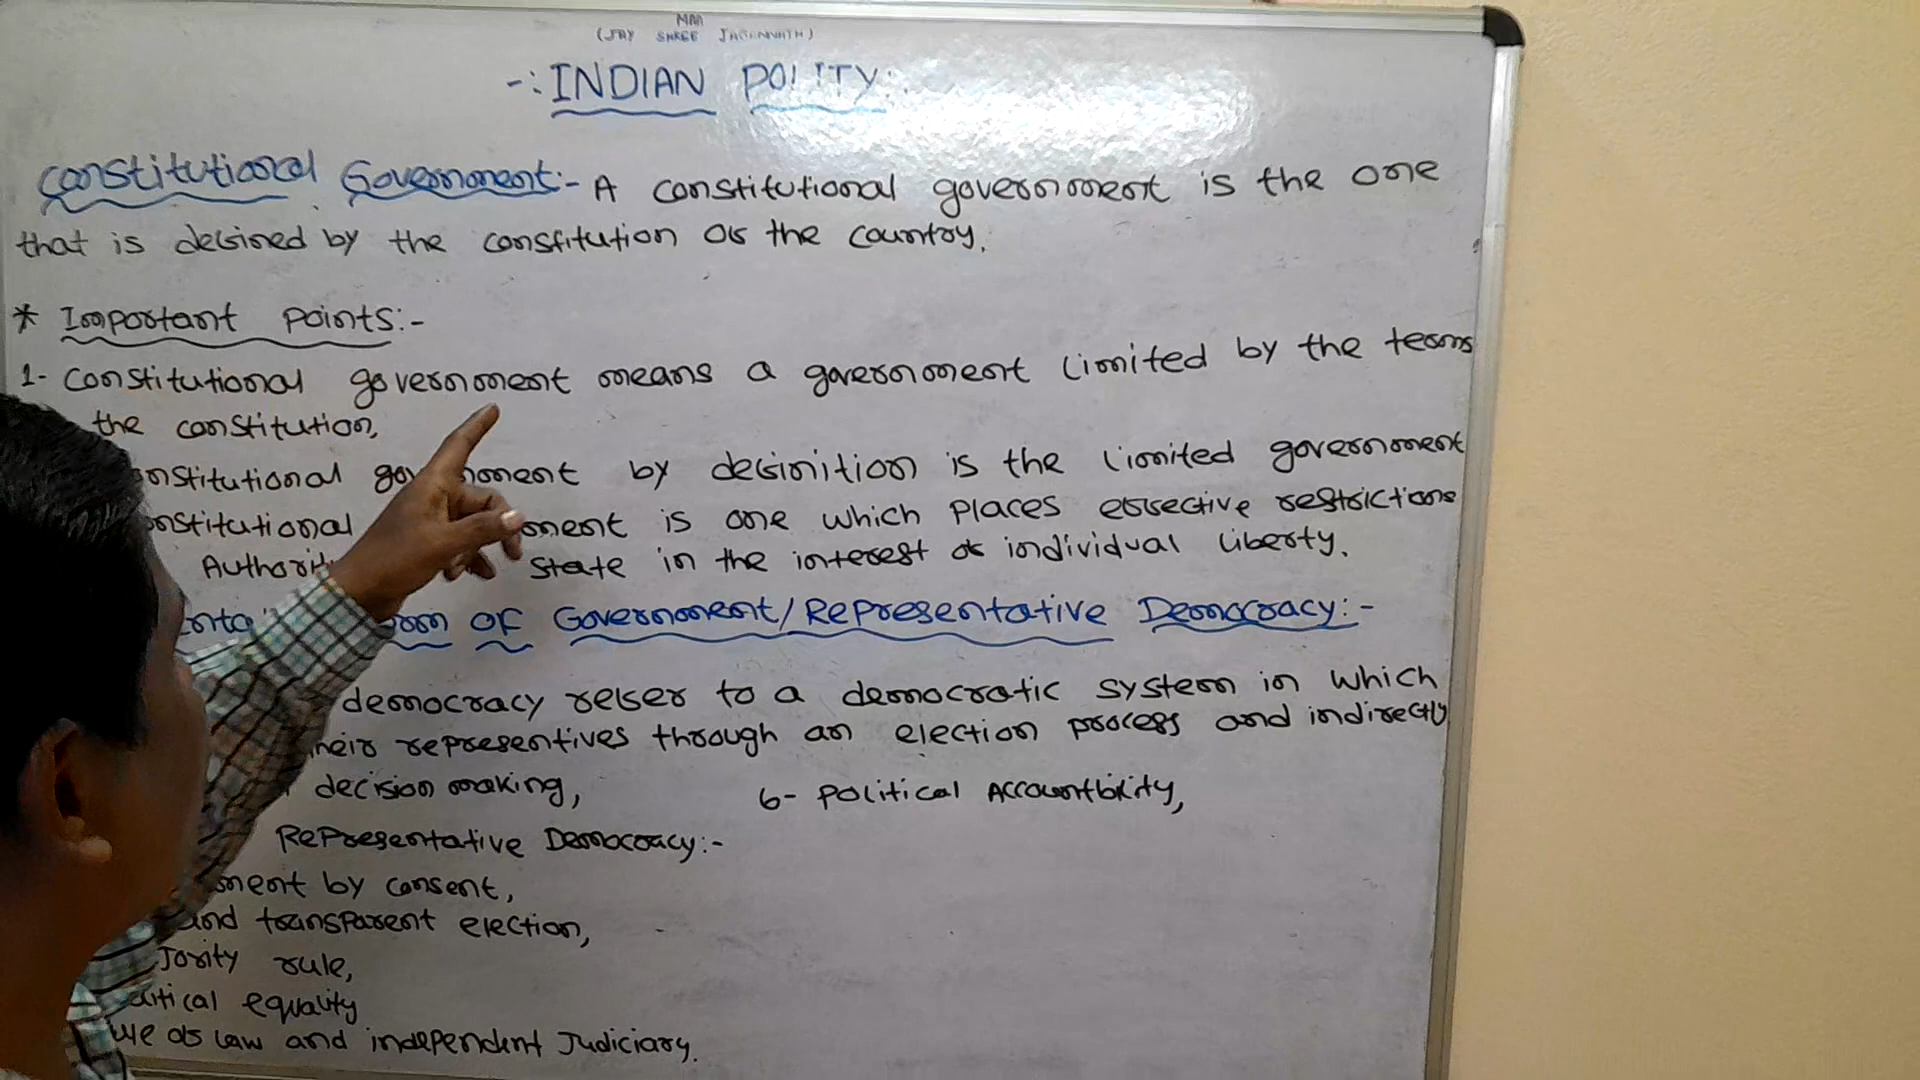 MAA
(JAY SHREE JAGANNATH)
-: INDIAN POLITY :-
Constitutional Government:- A constitutional government is the one
that is defined by the constitution of the country.
* Important Points:-
1- Constitutional government means a government limited by the terms
the constitution,
onstitutional government by definition is the limited government
onstitutional ment is one which places effective restrictions
Authority state in the interest of individual liberty.
of Government/Representative Democracy:-
democracy refer to a democratic system in which
heir representives through an election process and indirectly
decision making, 6- Political Accountbility,
Representative Democracy:-
ment by consent,
and transparent election,
Jority rule,
itical equality
of law and independent Judiciary.